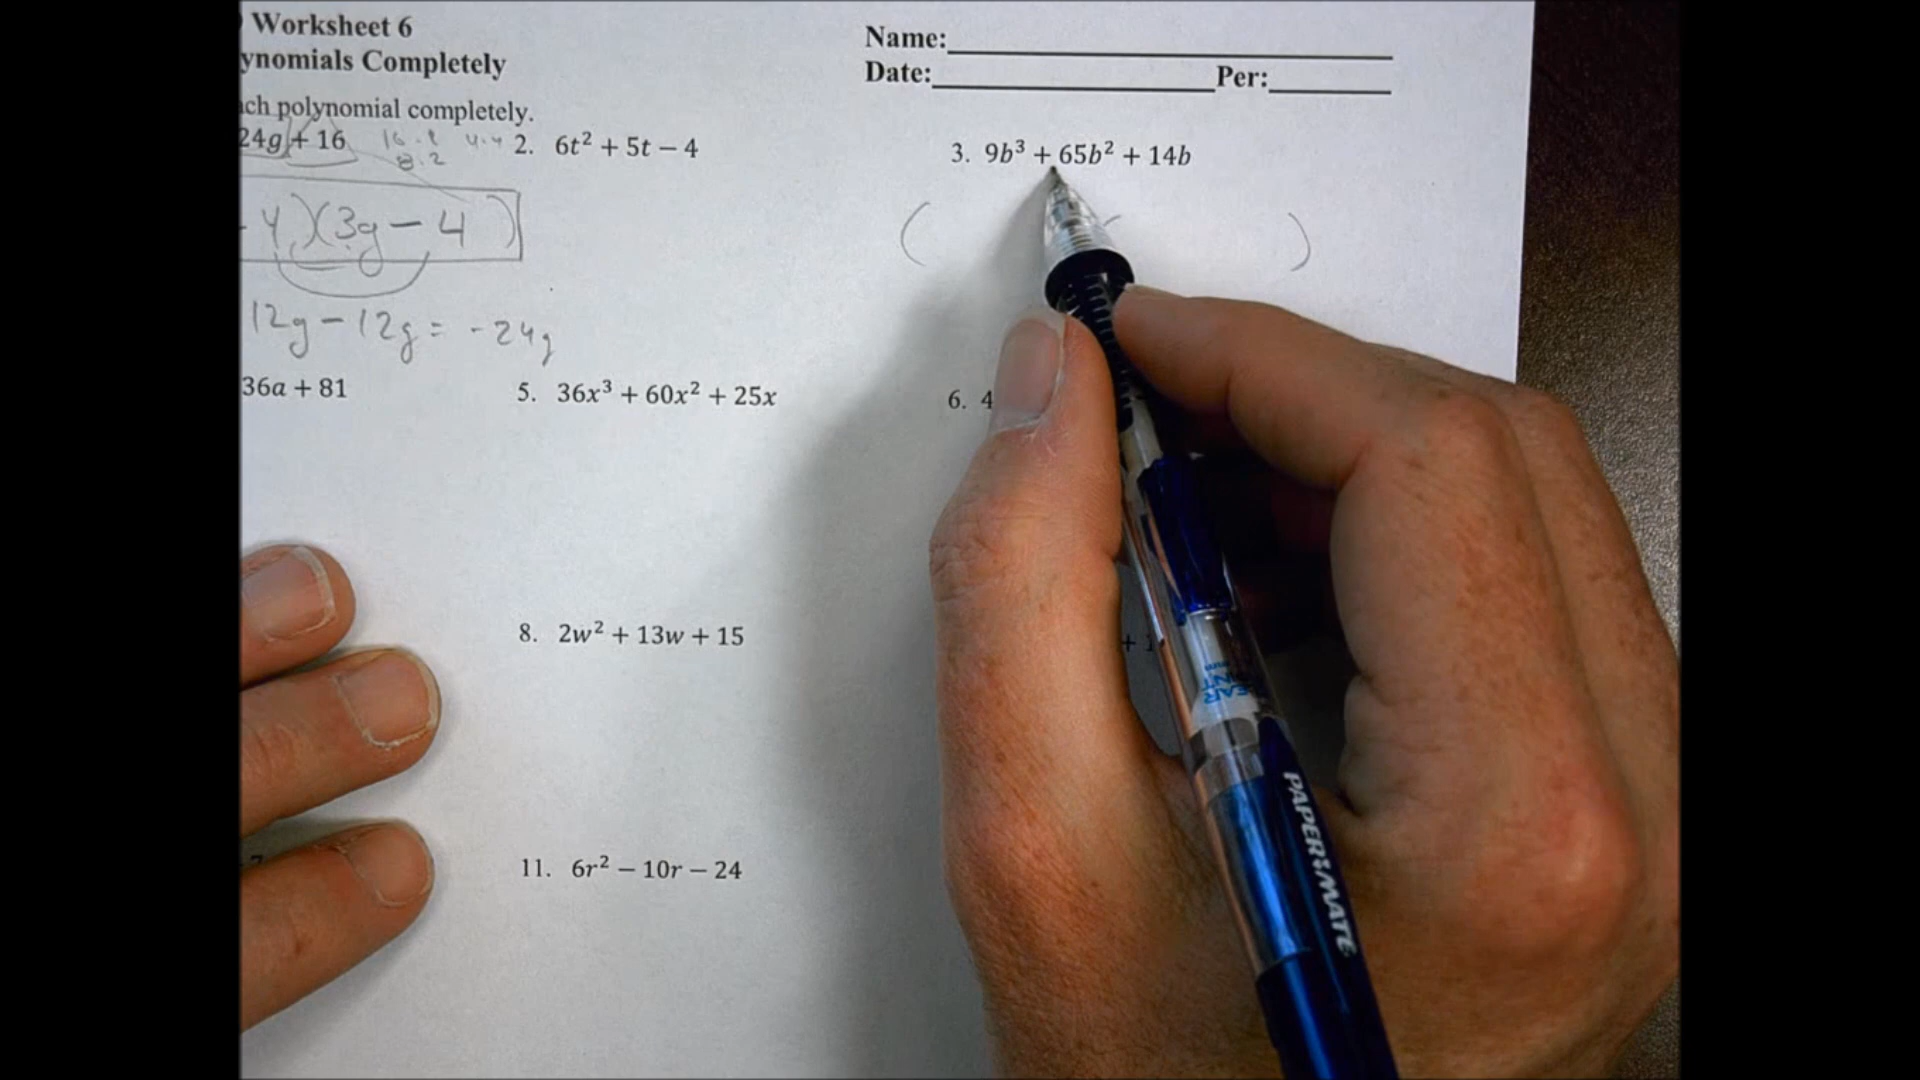 Worksheet 6
ynomials Completely
Name:
Date: Per:
ach polynomial completely.
24g + 16
16 · 1 4·4
8·2
2. 6t² + 5t − 4
3. 9b³ + 65b² + 14b
- 4)(3g − 4)
( )
12g − 12g = -24g
36a + 81
5. 36x³ + 60x² + 25x
6. 4
8. 2w² + 13w + 15
+ 1
11. 6r² − 10r − 24
PAPER MATE